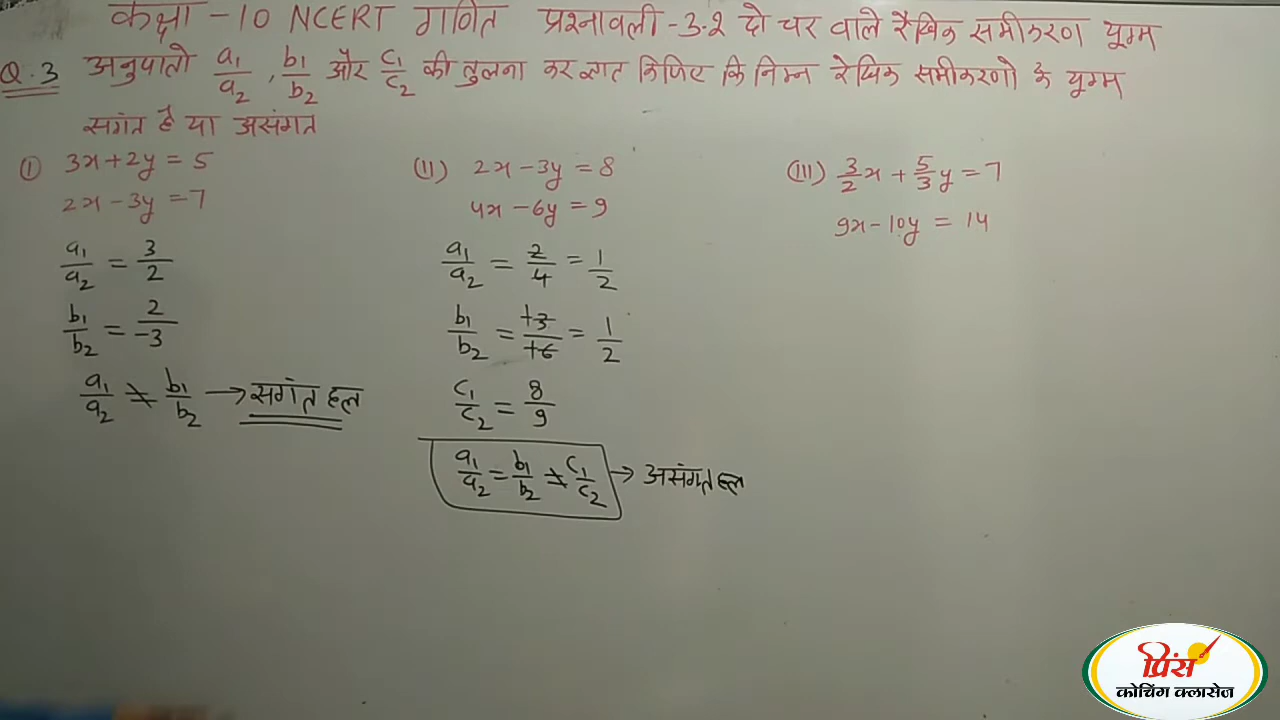 कक्षा - 10 NCERT गणित प्रश्नावली - 3.2 दो चर वाले रैखिक समीकरण यूग्म
Q.3 अनुपातो a₁/a₂, b₁/b₂ और c₁/c₂ की तुलना कर ज्ञात किजिए कि निम्न रेखिक समीकरणो के यूग्म
सगंत है या असंगत
(I) 3x + 2y = 5
2x - 3y = 7
a₁/a₂ = 3/2
b₁/b₂ = 2/-3
a₁/a₂ ≠ b₁/b₂ → सगंत हल
(II) 2x - 3y = 8
4x - 6y = 9
a₁/a₂ = 2/4 = 1/2
b₁/b₂ = +3/+6 = 1/2
c₁/c₂ = 8/9
a₁/a₂ = b₁/b₂ ≠ c₁/c₂ → असंगत हल
(III) 3/2x + 5/3y = 7
9x - 10y = 14
प्रिंस
कोचिंग क्लासेज